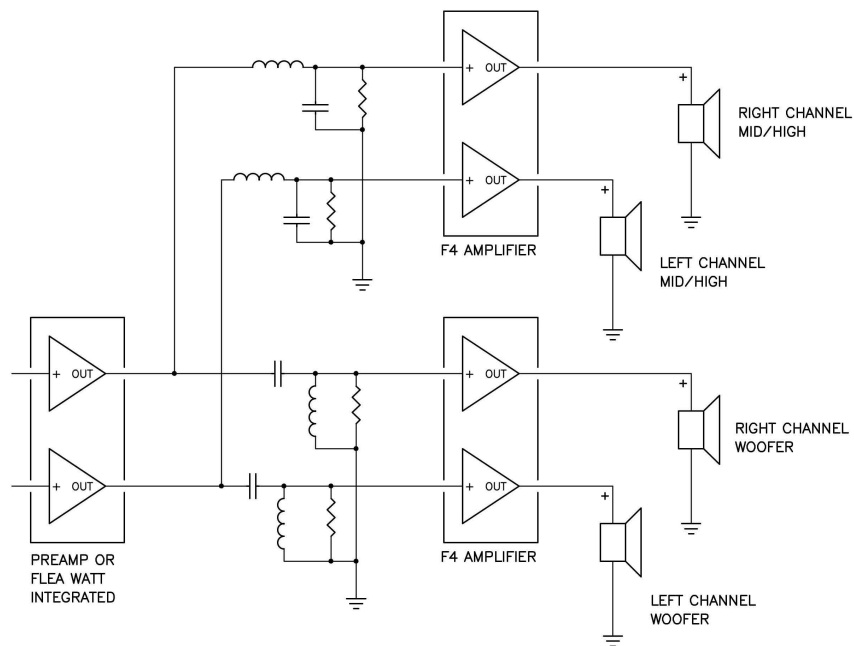 + OUT
RIGHT CHANNEL
MID/HIGH
+
+ OUT
+
F4 AMPLIFIER
LEFT CHANNEL
MID/HIGH
+ OUT
+ OUT
+
RIGHT CHANNEL
WOOFER
+ OUT
+ OUT
+
PREAMP OR
FLEA WATT
INTEGRATED
F4 AMPLIFIER
LEFT CHANNEL
WOOFER